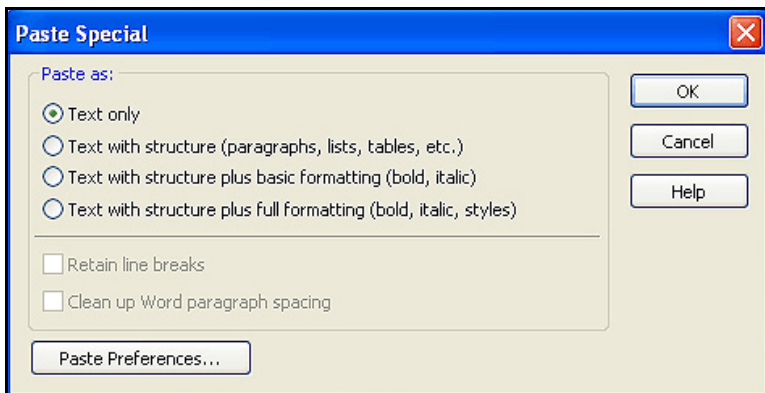 Paste Special
Paste as:
Text only
Text with structure (paragraphs, lists, tables, etc.)
Text with structure plus basic formatting (bold, italic)
Text with structure plus full formatting (bold, italic, styles)
Retain line breaks
Clean up Word paragraph spacing
Paste Preferences...
OK
Cancel
Help